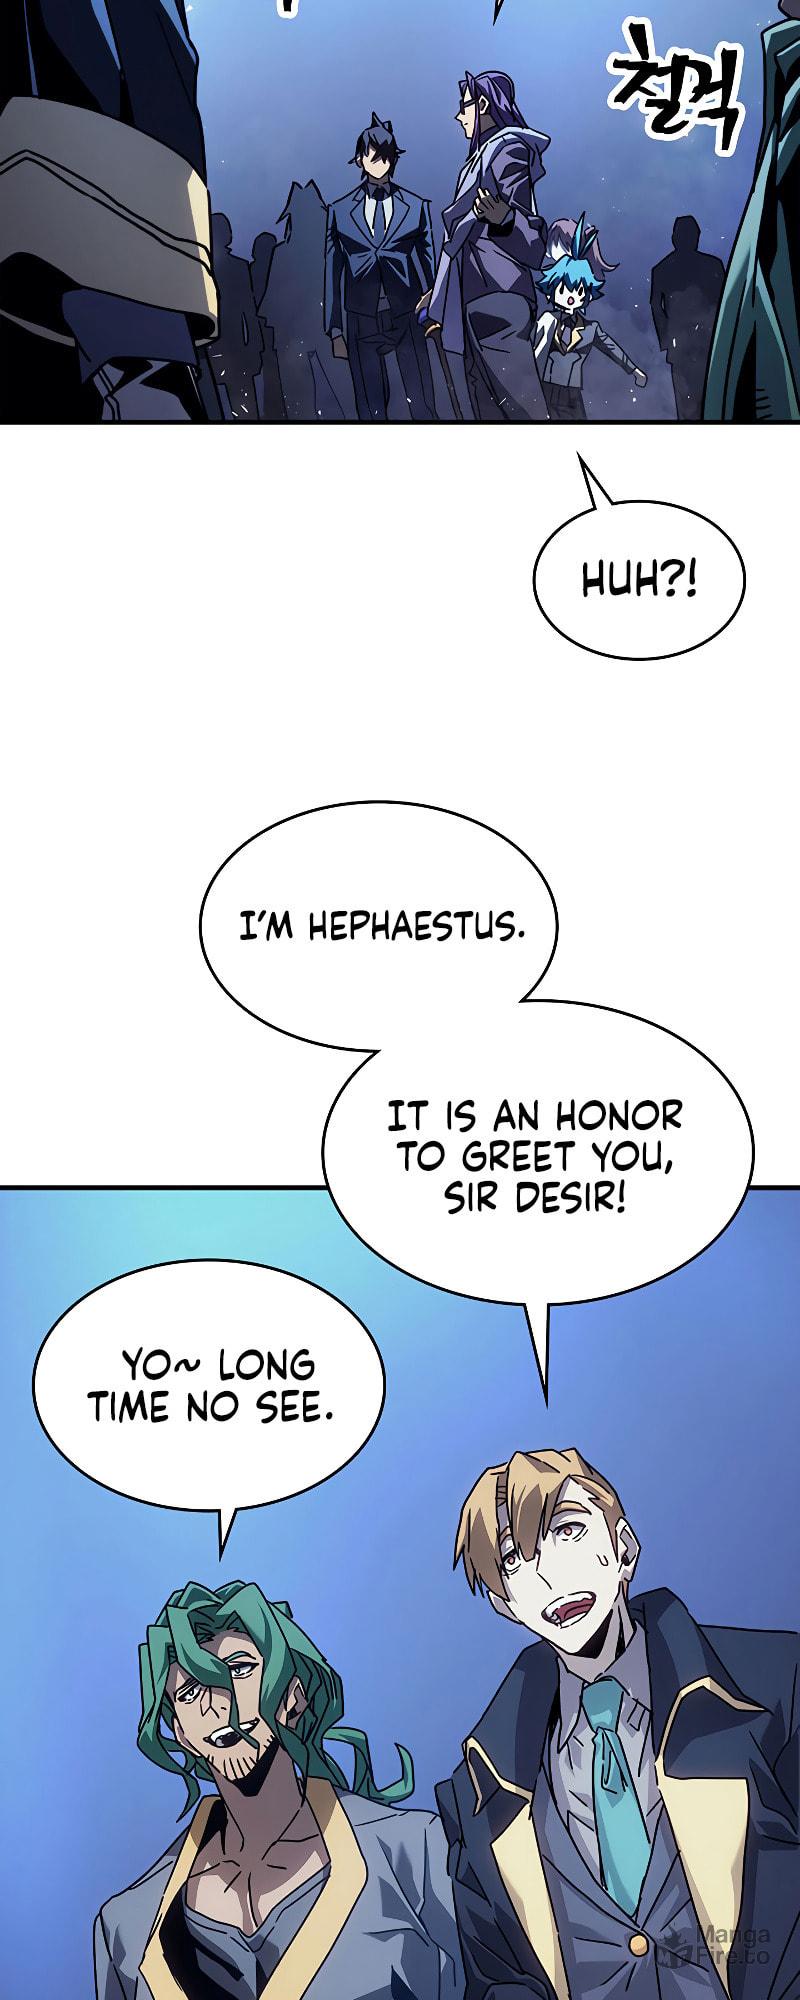 철컥
HUH?!
I'M HEPHAESTUS.
IT IS AN HONOR
TO GREET YOU,
SIR DESIR!
YO~ LONG
TIME NO SEE.
Manga
Fire.to